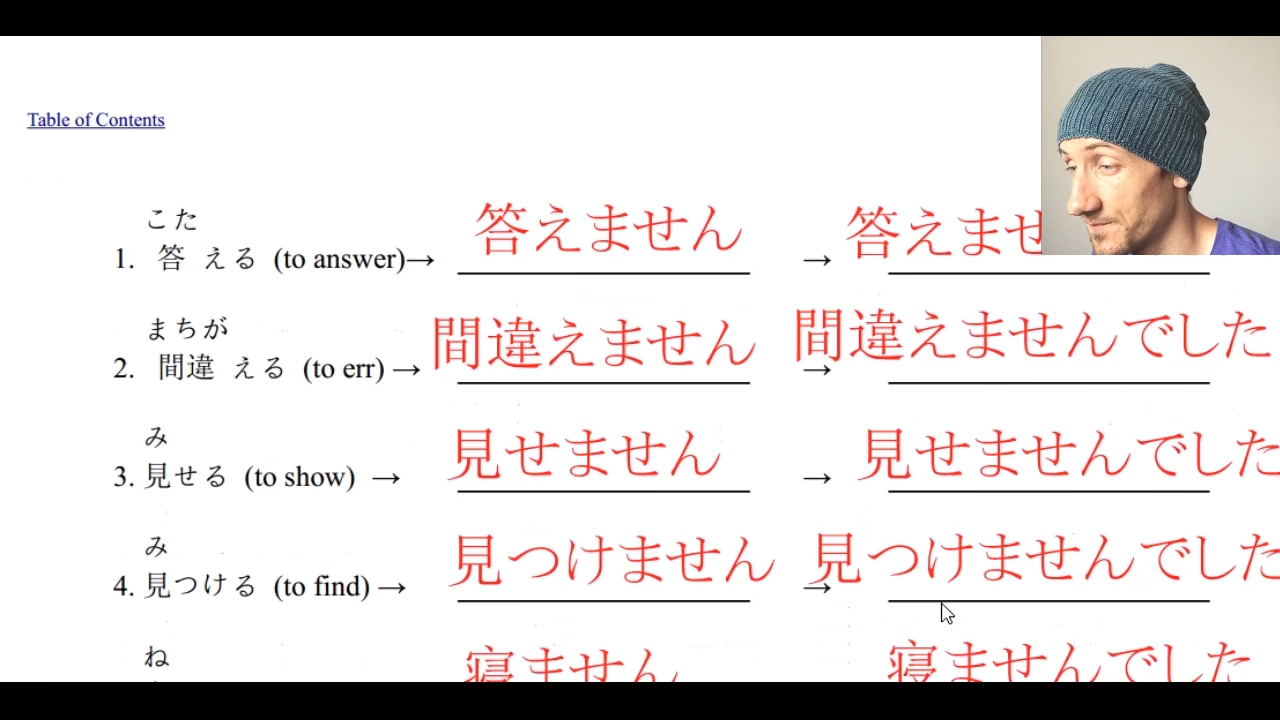 Table of Contents
こた
1. 答える (to answer)→ 答えません → 答えませ
まちが
2. 間違える (to err)→ 間違えません → 間違えませんでした
み
3. 見せる (to show) → 見せません → 見せませんでした
み
4. 見つける (to find) → 見つけません → 見つけませんでした
ね
寝ません 寝ませんでした